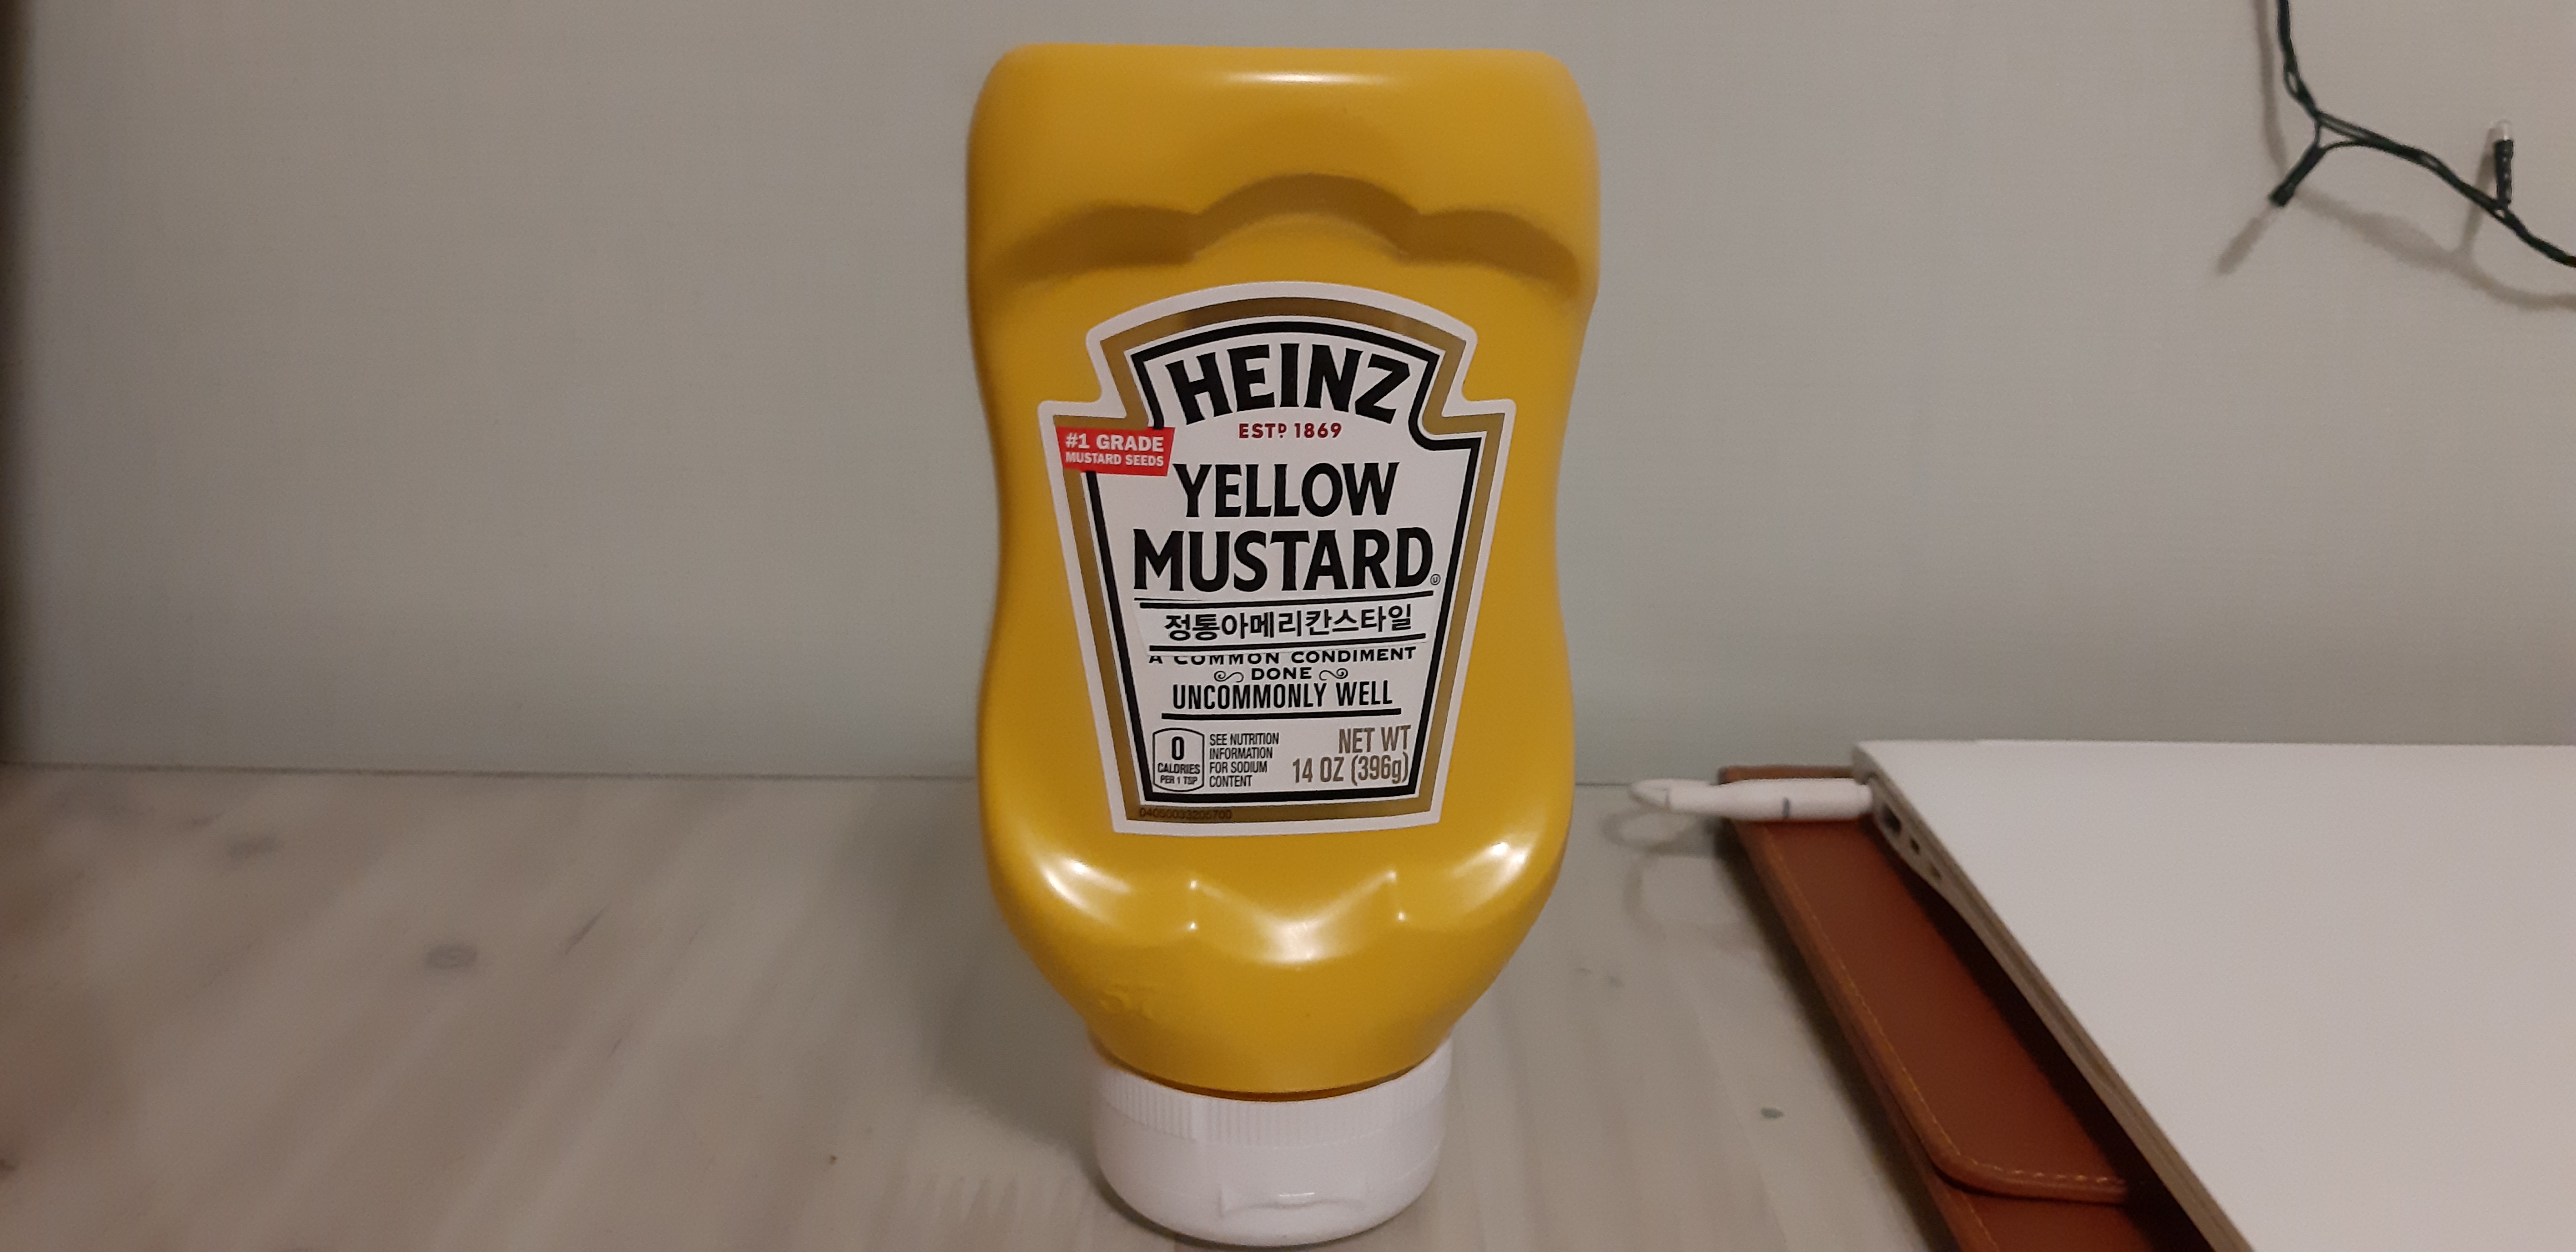 HEINZ
ESTD 1869
#1 GRADE
MUSTARD SEEDS
YELLOW
MUSTARD
정통아메리칸스타일
A COMMON CONDIMENT
DONE
UNCOMMONLY WELL
0
CALORIES
PER 1 TSP
SEE NUTRITION
INFORMATION
FOR SODIUM
CONTENT
NET WT
14 OZ (396g)